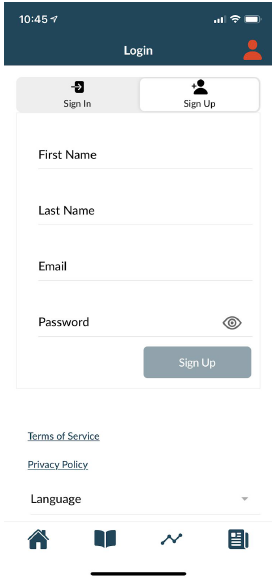 10:45
Login
Sign In
Sign Up
First Name
Last Name
Email
Password
Sign Up
Terms of Service
Privacy Policy
Language